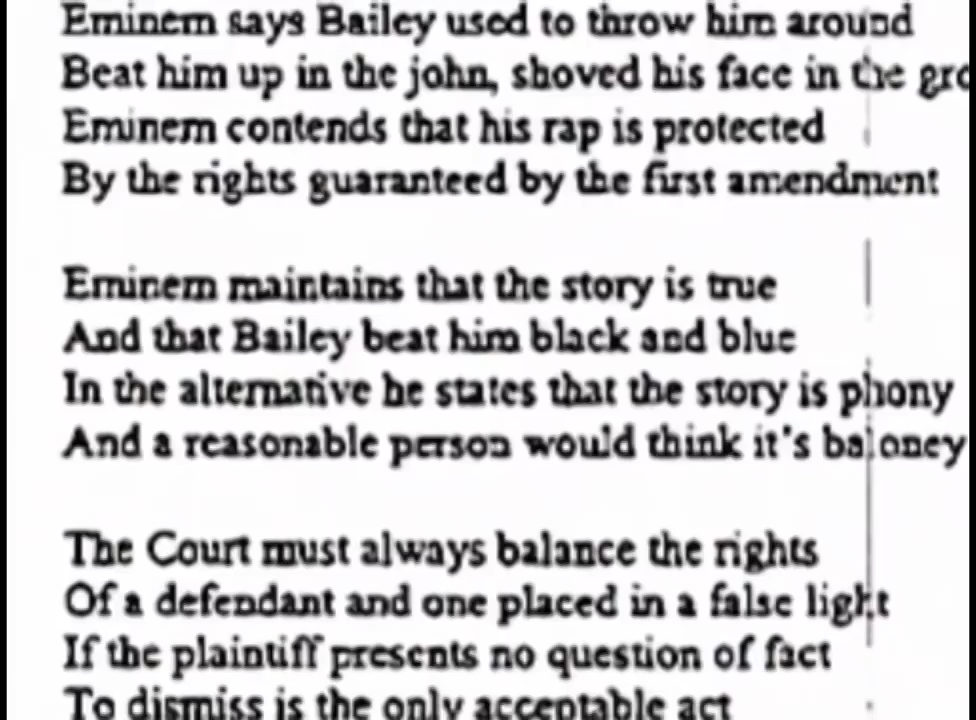 Eminem says Bailey used to throw him around
Beat him up in the john, shoved his face in the
Eminem contends that his rap is protected
By the rights guaranteed by the first amendment
Eminem maintains that the story is true
And that Bailey beat him black and blue
In the alternative he states that the story is phony
And a reasonable person would think it's baloney
The Court must always balance the rights
Of a defendant and one placed in a false light
If the plaintiff presents no question of fact
To dismiss is the only acceptable act